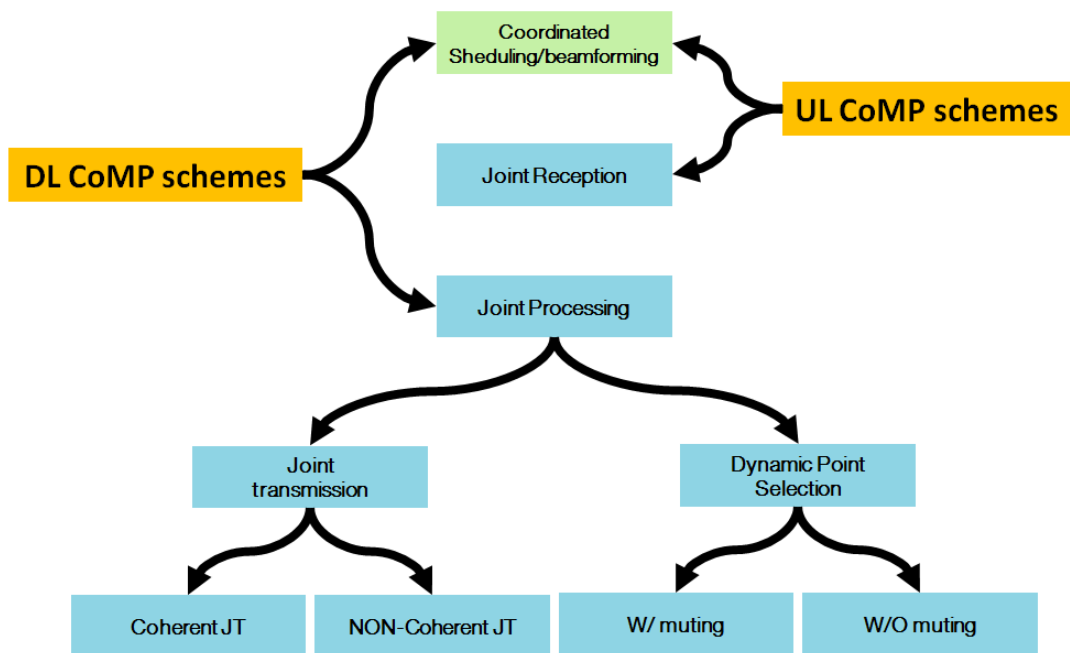 Coordinated
Sheduling/beamforming
UL CoMP schemes
DL CoMP schemes
Joint Reception
Joint Processing
Joint
transmission
Dynamic Point
Selection
Coherent JT
NON-Coherent JT
W/ muting
W/O muting